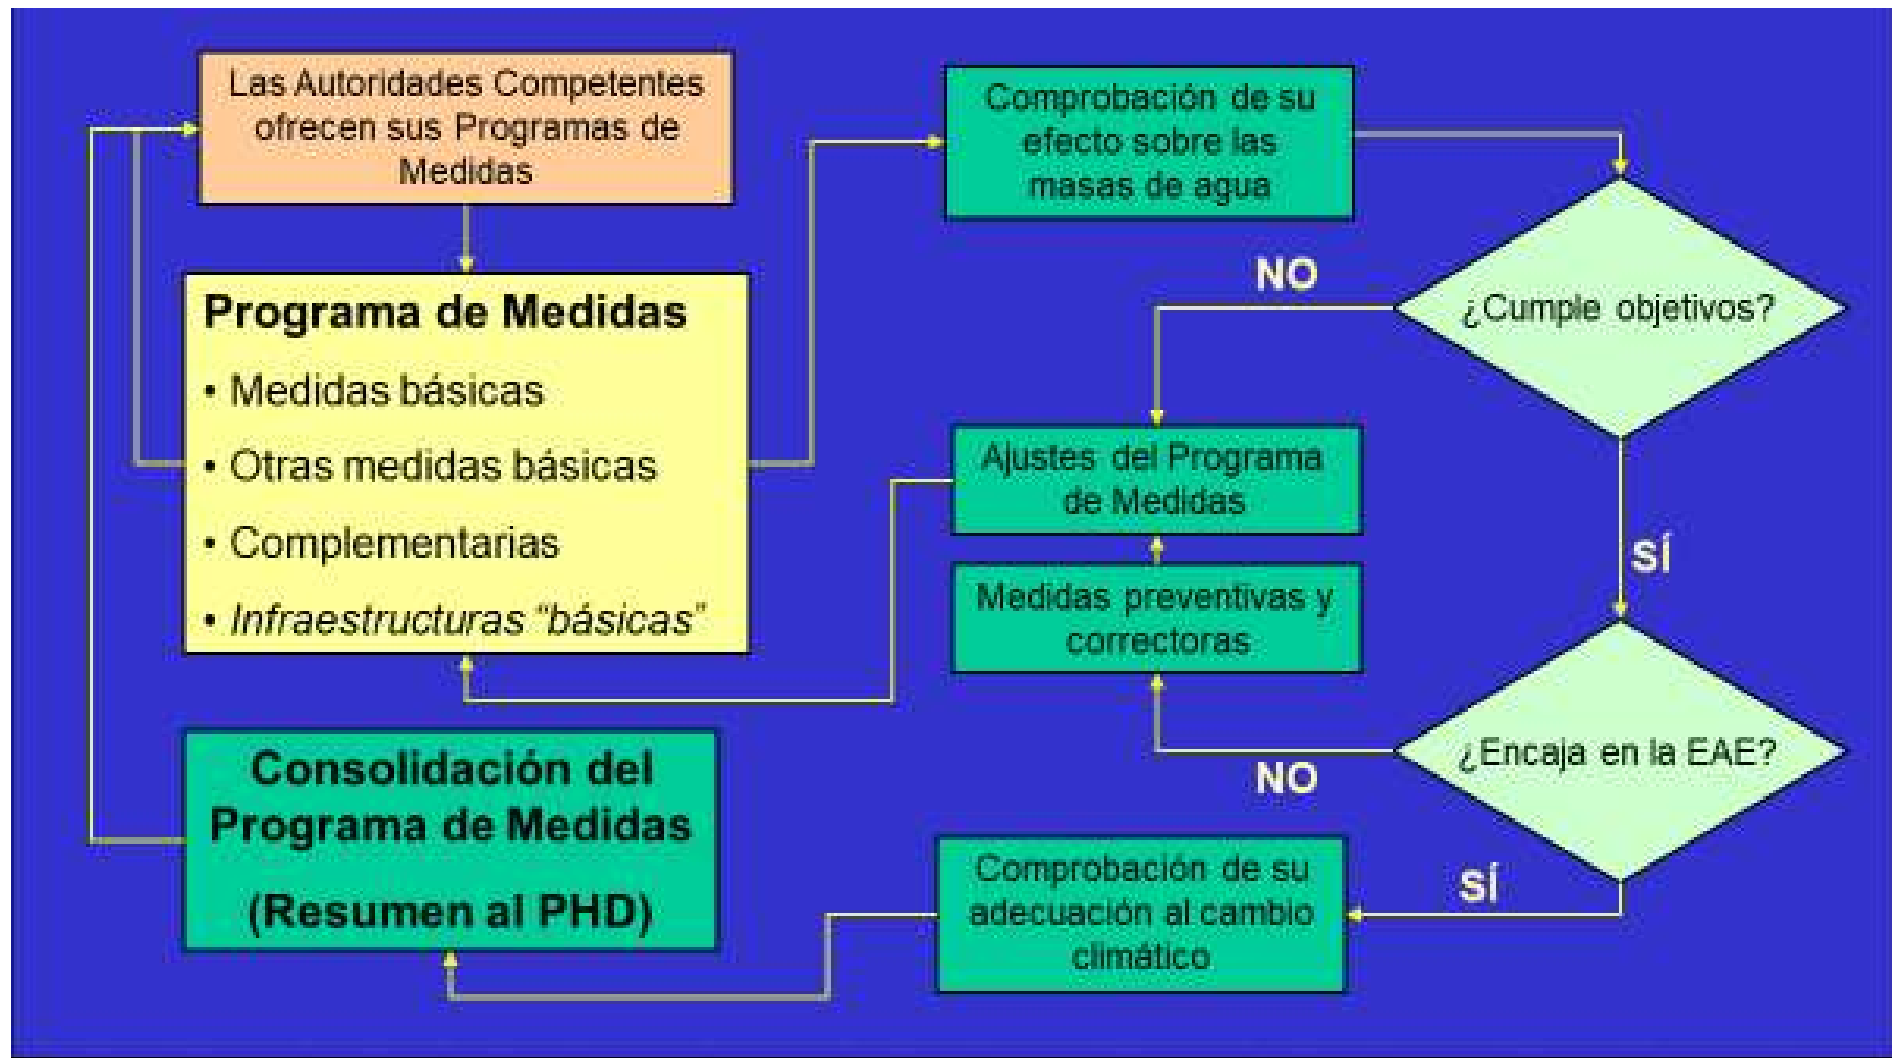 Las Autoridades Competentes
ofrecen sus Programas de
Medidas
Programa de Medidas
• Medidas básicas
• Otras medidas básicas
• Complementarias
• Infraestructuras “básicas”
Comprobación de su
efecto sobre las
masas de agua
¿Cumple objetivos?
NO
SÍ
Ajustes del Programa
de Medidas
Medidas preventivas y
correctoras
¿Encaja en la EAE?
NO
SÍ
Comprobación de su
adecuación al cambio
climático
Consolidación del
Programa de Medidas
(Resumen al PHD)